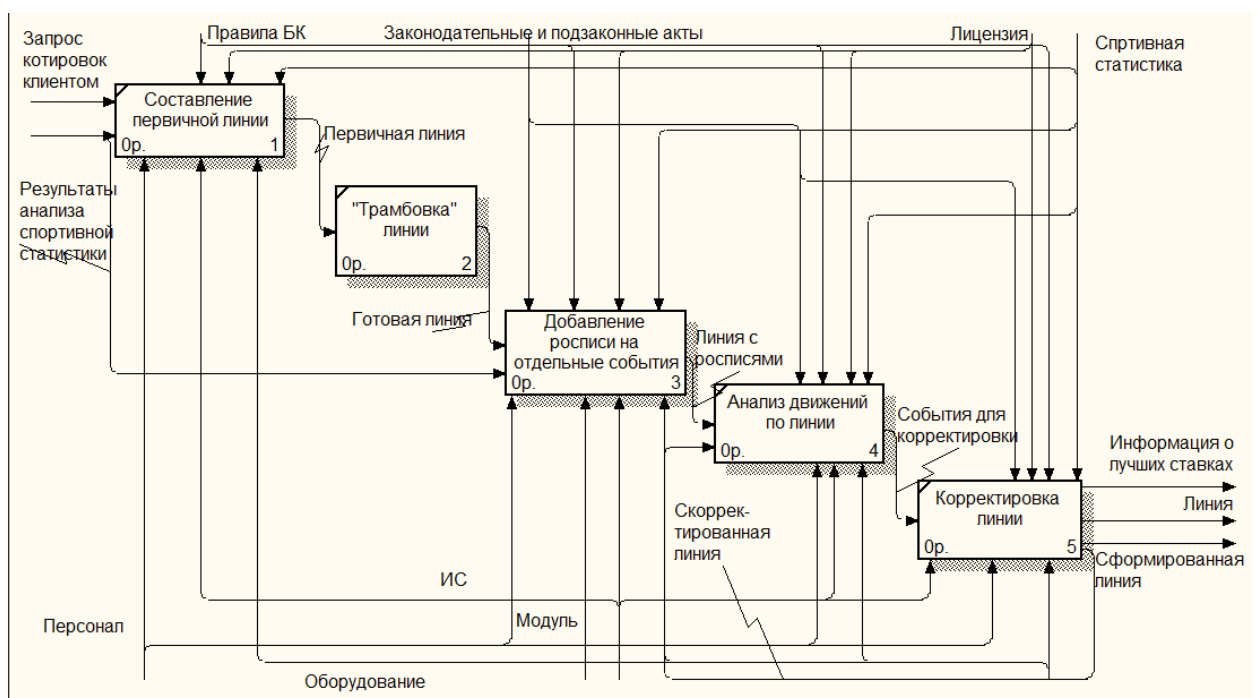 Запрос
котировок
клиентом
Правила БК
Законодательные и подзаконные акты
Лицензия
Спртивная
статистика
Составление
первичной линии
0р. 1
Первичная линия
Результаты
анализа
спортивной
статистики
"Трамбовка"
линии
0р. 2
Готовая линия
Добавление
росписи на
отдельные события
0р. 3
Линия с
росписями
Анализ движений
по линии
0р. 4
События для
корректировки
Информация о
лучших ставках
Линия
Корректировка
линии
0р. 5
Сформированная
линия
Скоррек-
тированная
линия
ИС
Модуль
Персонал
Оборудование